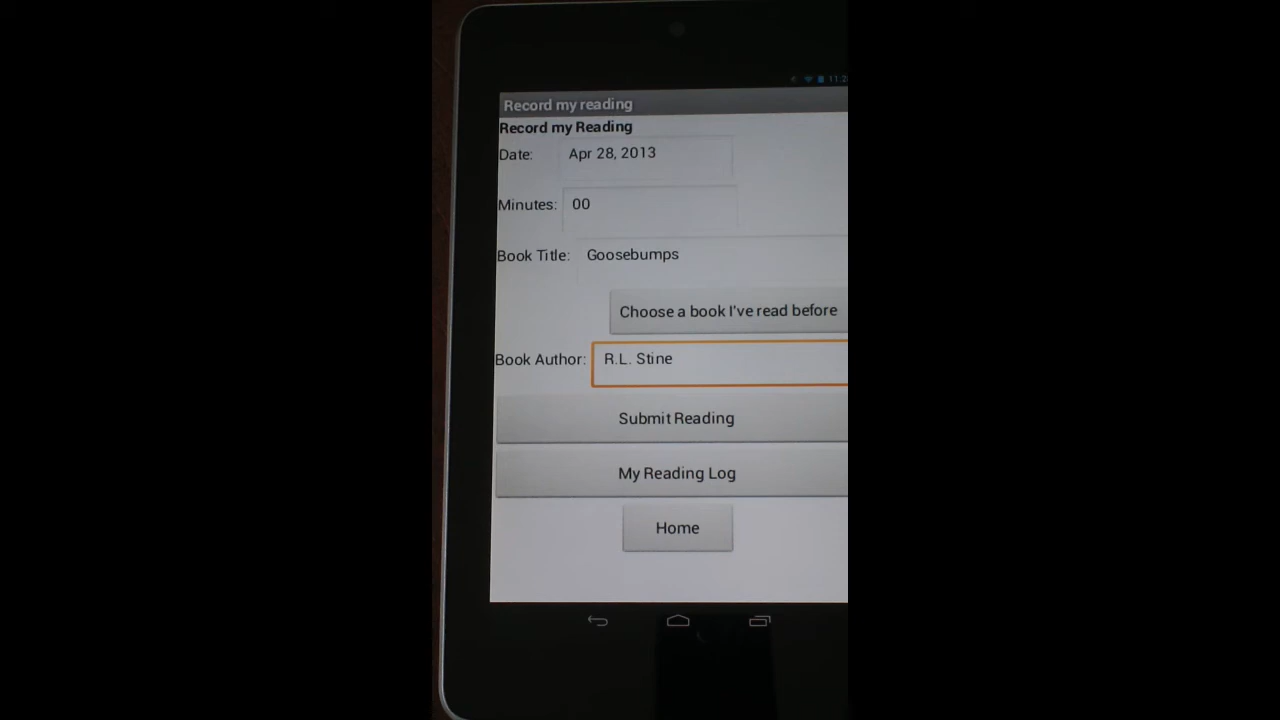 Record my reading
Record my Reading
Date: Apr 28, 2013
Minutes: 00
Book Title: Goosebumps
Choose a book I've read before
Book Author: R.L. Stine
Submit Reading
My Reading Log
Home